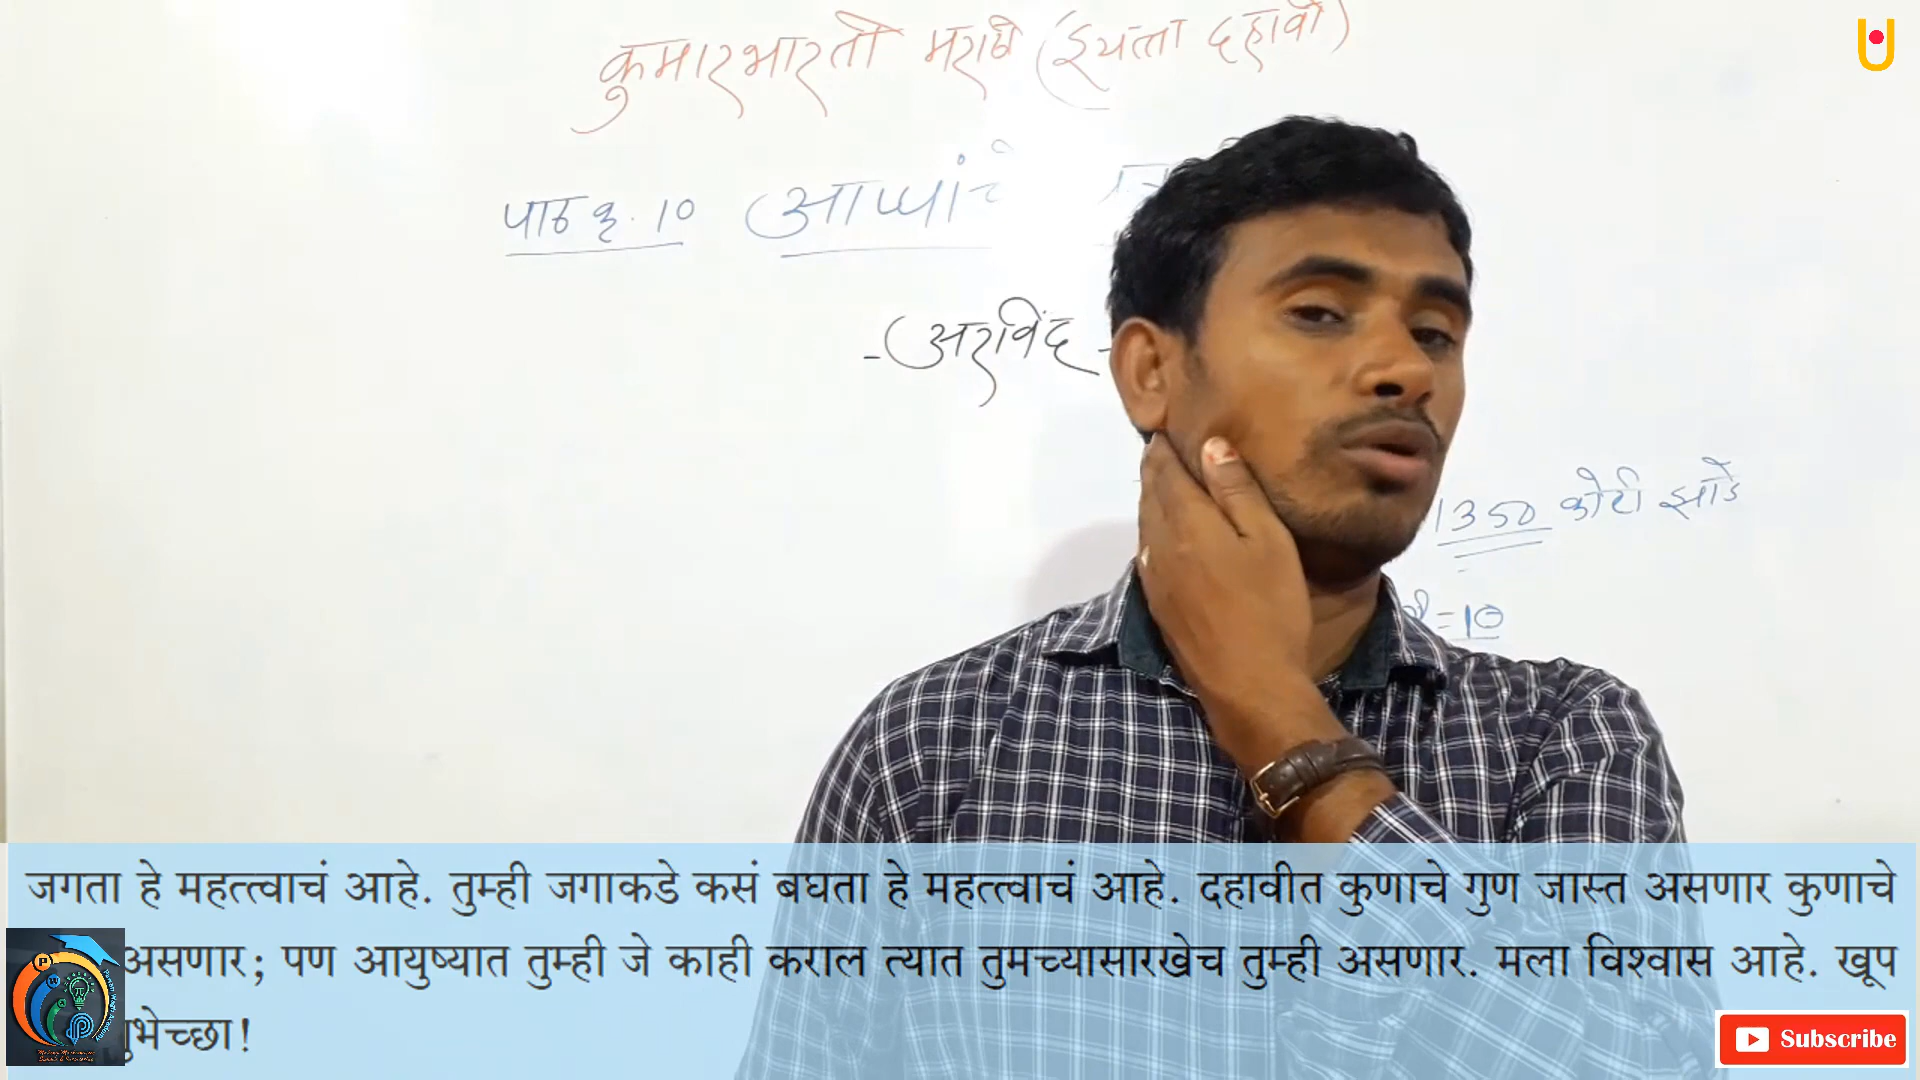 कुमारभारती मराठी (इयत्ता दहावी)
पाठ क्र. 10
- अरविंद
1350 कोटी झाडे
= 10
जगता हे महत्त्वाचं आहे. तुम्ही जगाकडे कसं बघता हे महत्त्वाचं आहे. दहावीत कुणाचे गुण जास्त असणार कुणाचे
असणार; पण आयुष्यात तुम्ही जे काही कराल त्यात तुमच्यासारखेच तुम्ही असणार. मला विश्वास आहे. खूप
Subscribe